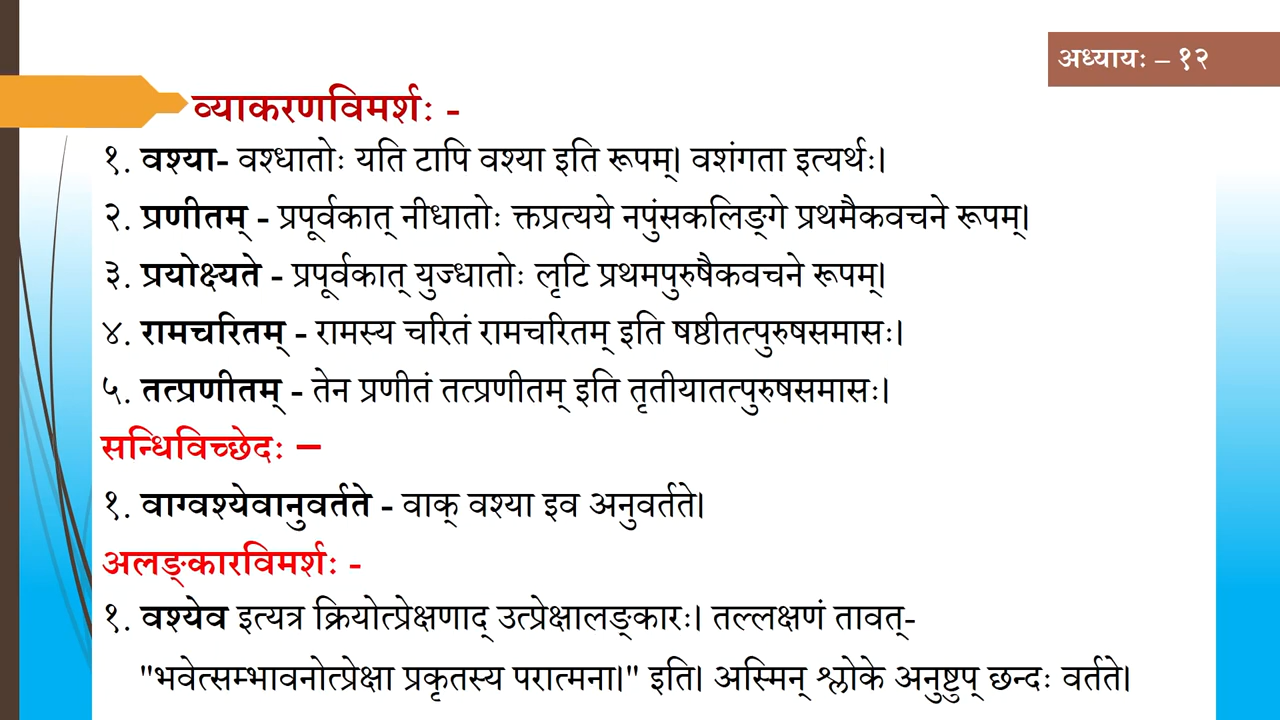 अध्यायः – १२
व्याकरणविमर्शः -
१. वश्या- वश्धातोः यति टापि वश्या इति रूपम्। वशंगता इत्यर्थः।
२. प्रणीतम् - प्रपूर्वकात् नीधातोः क्तप्रत्यये नपुंसकलिङ्गे प्रथमैकवचने रूपम्।
३. प्रयोक्ष्यते - प्रपूर्वकात् युज्धातोः लृटि प्रथमपुरुषैकवचने रूपम्।
४. रामचरितम् - रामस्य चरितं रामचरितम् इति षष्ठीतत्पुरुषसमासः।
५. तत्प्रणीतम् - तेन प्रणीतं तत्प्रणीतम् इति तृतीयातत्पुरुषसमासः।
सन्धिविच्छेदः –
१. वाग्वश्येवानुवर्तते - वाक् वश्या इव अनुवर्तते।
अलङ्कारविमर्शः -
१. वश्येव इत्यत्र क्रियोत्प्रेक्षणाद् उत्प्रेक्षालङ्कारः। तल्लक्षणं तावत्-
"भवेत्सम्भावनोत्प्रेक्षा प्रकृतस्य परात्मना।" इति। अस्मिन् श्लोके अनुष्टुप् छन्दः वर्तते।